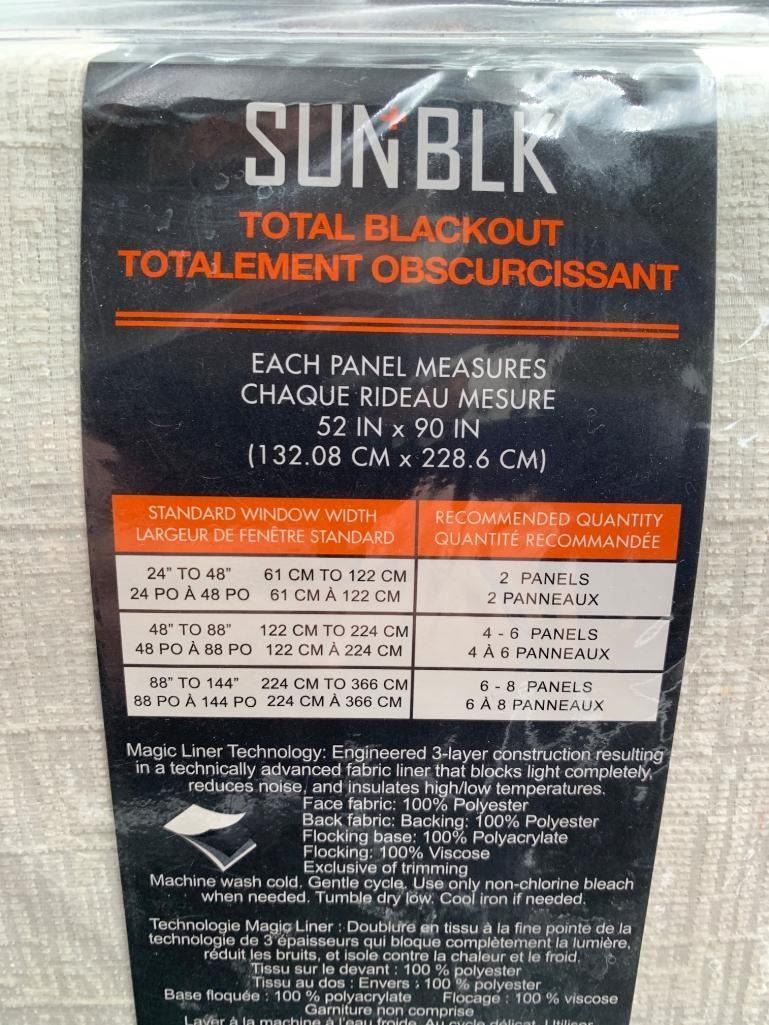 SUN BLK
TOTAL BLACKOUT
TOTALEMENT OBSCURCISSANT
EACH PANEL MEASURES
CHAQUE RIDEAU MESURE
52 IN x 90 IN
(132.08 CM x 228.6 CM)
STANDARD WINDOW WIDTH RECOMMENDED QUANTITY
LARGEUR DE FENÊTRE STANDARD QUANTITÉ RECOMMANDÉE
24" TO 48" 61 CM TO 122 CM 2 PANELS
24 PO À 48 PO 61 CM À 122 CM 2 PANNEAUX
48" TO 88" 122 CM TO 224 CM 4 - 6 PANELS
48 PO À 88 PO 122 CM À 224 CM 4 À 6 PANNEAUX
88" TO 144" 224 CM TO 366 CM 6 - 8 PANELS
88 PO À 144 PO 224 CM À 366 CM 6 À 8 PANNEAUX
Magic Liner Technology: Engineered 3-layer construction resulting
in a technically advanced fabric liner that blocks light completely,
reduces noise, and insulates high/low temperatures.
Face fabric: 100% Polyester
Back fabric: Backing: 100% Polyester
Flocking base: 100% Polyacrylate
Flocking: 100% Viscose
Exclusive of trimming
Machine wash cold. Gentle cycle. Use only non-chlorine bleach
when needed. Tumble dry low. Cool iron if needed.
Technologie Magic Liner : Doublure en tissu à la fine pointe de la
technologie de 3 épaisseurs qui bloque complètement la lumière,
réduit les bruits, et isole contre la chaleur et le froid.
Tissu sur le devant : 100 % polyester
Tissu au dos : Envers : 100 % polyester
Base floquée : 100 % polyacrylate Flocage : 100 % viscose
Garniture non comprise
Laver à la machine à l'eau froide. Au cycle délicat. Utiliser